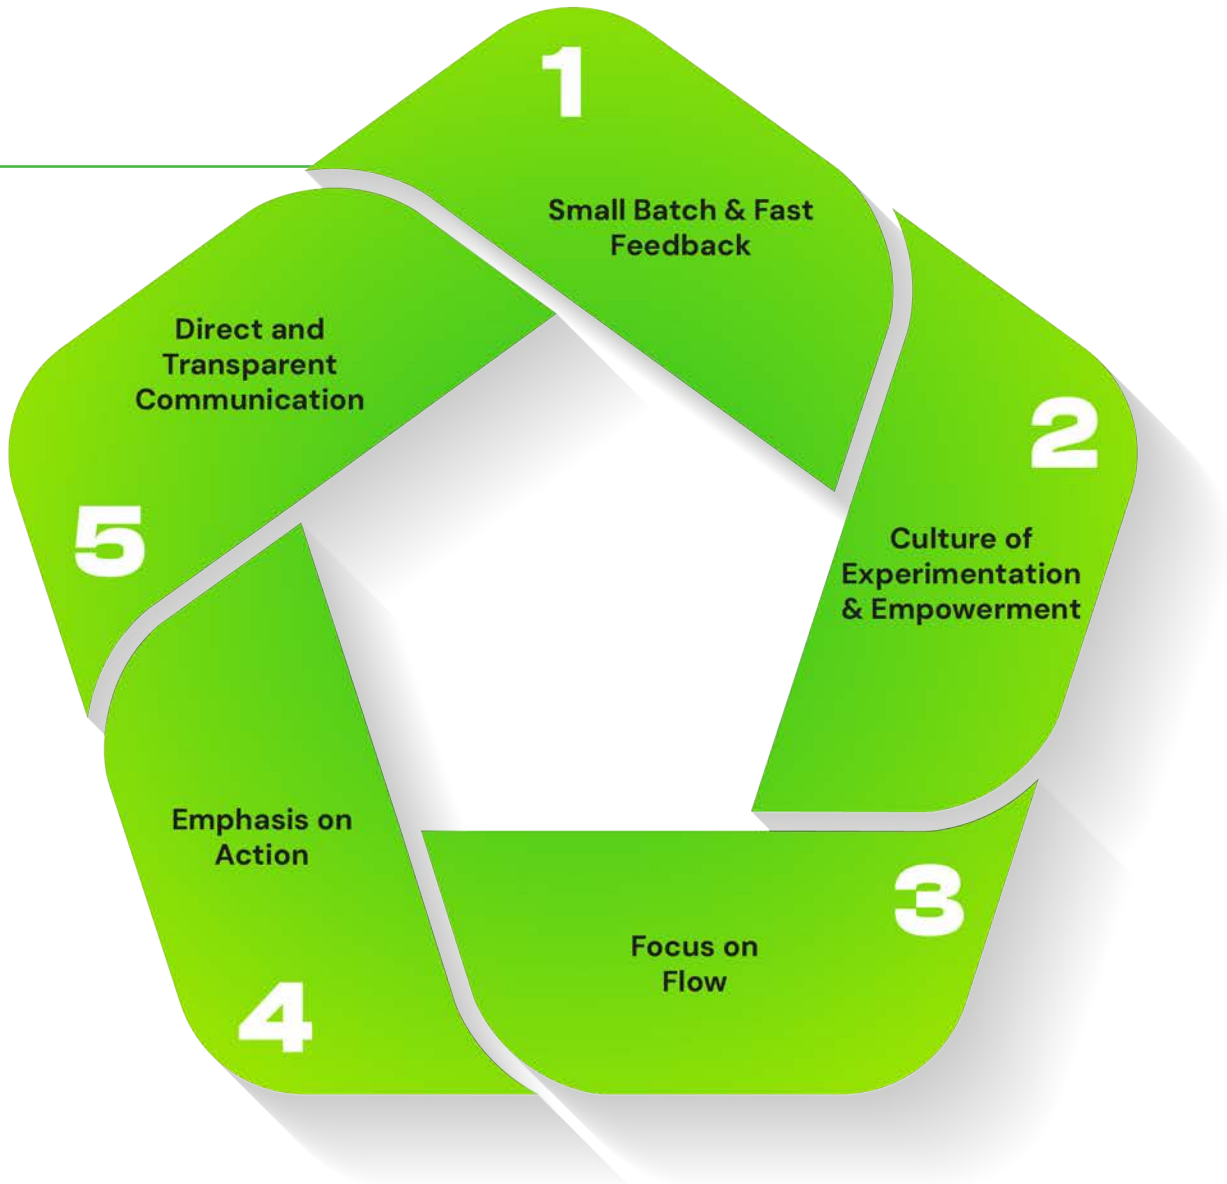 1
Small Batch & Fast
Feedback
2
Culture of
Experimentation
& Empowerment
3
Focus on
Flow
4
Emphasis on
Action
5
Direct and
Transparent
Communication